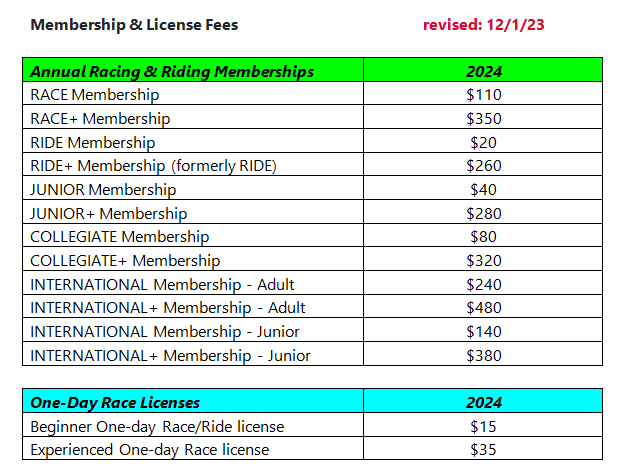 Membership & License Fees revised: 12/1/23
Annual Racing & Riding Memberships 2024
RACE Membership $110
RACE+ Membership $350
RIDE Membership $20
RIDE+ Membership (formerly RIDE) $260
JUNIOR Membership $40
JUNIOR+ Membership $280
COLLEGIATE Membership $80
COLLEGIATE+ Membership $320
INTERNATIONAL Membership - Adult $240
INTERNATIONAL+ Membership - Adult $480
INTERNATIONAL Membership - Junior $140
INTERNATIONAL+ Membership - Junior $380
One-Day Race Licenses 2024
Beginner One-day Race/Ride license $15
Experienced One-day Race license $35